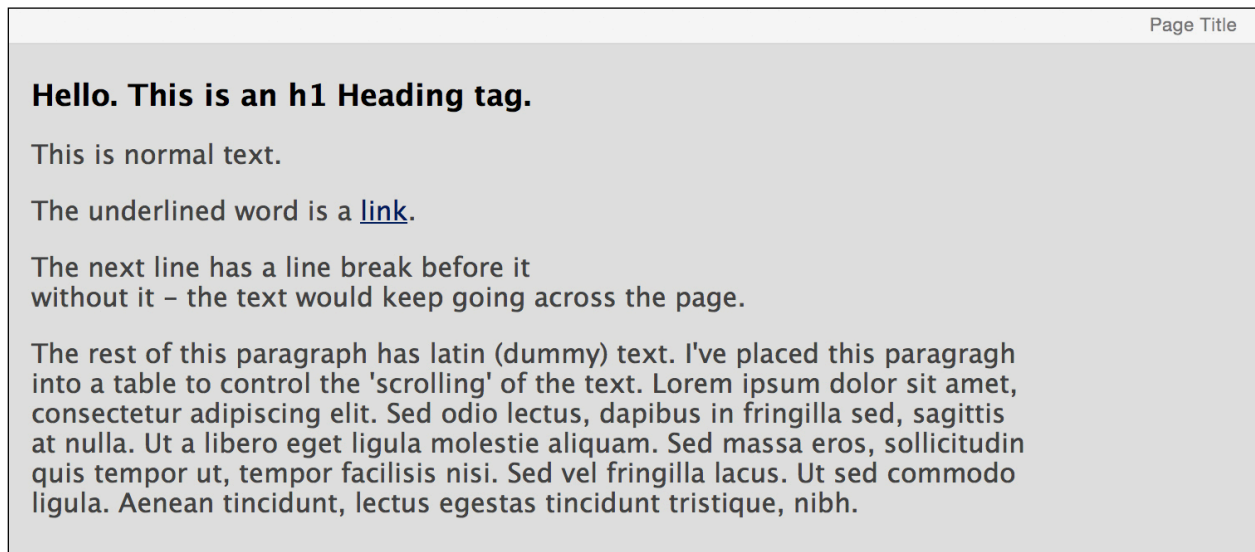 Page Title
Hello. This is an h1 Heading tag.
This is normal text.
The underlined word is a link.
The next line has a line break before it
without it – the text would keep going across the page.
The rest of this paragraph has latin (dummy) text. I've placed this paragragh
into a table to control the 'scrolling' of the text. Lorem ipsum dolor sit amet,
consectetur adipiscing elit. Sed odio lectus, dapibus in fringilla sed, sagittis
at nulla. Ut a libero eget ligula molestie aliquam. Sed massa eros, sollicitudin
quis tempor ut, tempor facilisis nisi. Sed vel fringilla lacus. Ut sed commodo
ligula. Aenean tincidunt, lectus egestas tincidunt tristique, nibh.